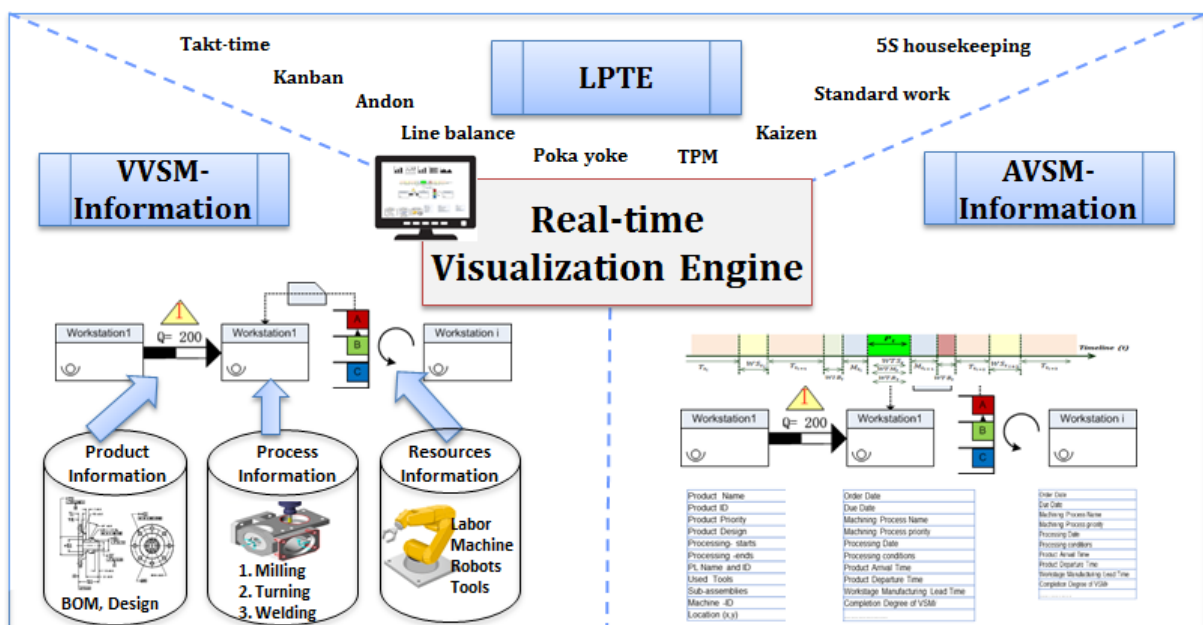 Takt-time
Kanban
Andon
Line balance
Poka yoke
TPM
Kaizen
Standard work
5S housekeeping
LPTE
VVSM-
Information
AVSM-
Information
Real-time
Visualization Engine
Workstation1
I
Q= 200
Workstation1
A
B
C
Workstation i
Product
Information
BOM, Design
Process
Information
1. Milling
2. Turning
3. Welding
Resources
Information
Labor
Machine
Robots
Tools
Timeline (t)
Workstation1
I
Q= 200
Workstation1
A
B
C
Workstation i
Product Name
Product ID
Product Priority
Product Design
Processing- starts
Processing -ends
PL Name and ID
Used Tools
Sub-assemblies
Machine -ID
Location (x,y)
Order Date
Due Date
Machining Process Name
Machining Process priority
Processing Date
Processing conditions
Product Arival Time
Product Departure Time
Workstage Manufacturing Lead Time
Completion Degree of VSMr
Order Date
Due Date
Machining Process Name
Machining Process priority
Processing Date
Processing conditions
Product Arival Time
Product Departure Time
Workstage Manufacturing Lead Time
Completion Degree of VSMr